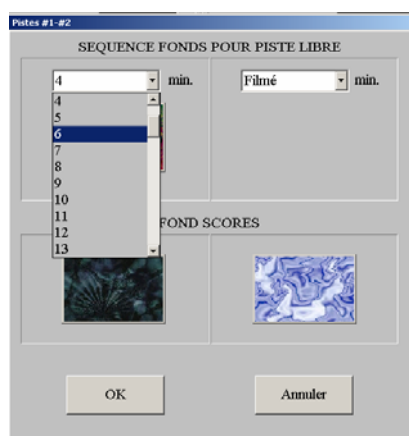 Pistes #1-#2
SEQUENCE FONDS POUR PISTE LIBRE
4 min. Filmé min.
4
5
6
7
8
9
10
11
12
13
FOND SCORES
OK Annuler